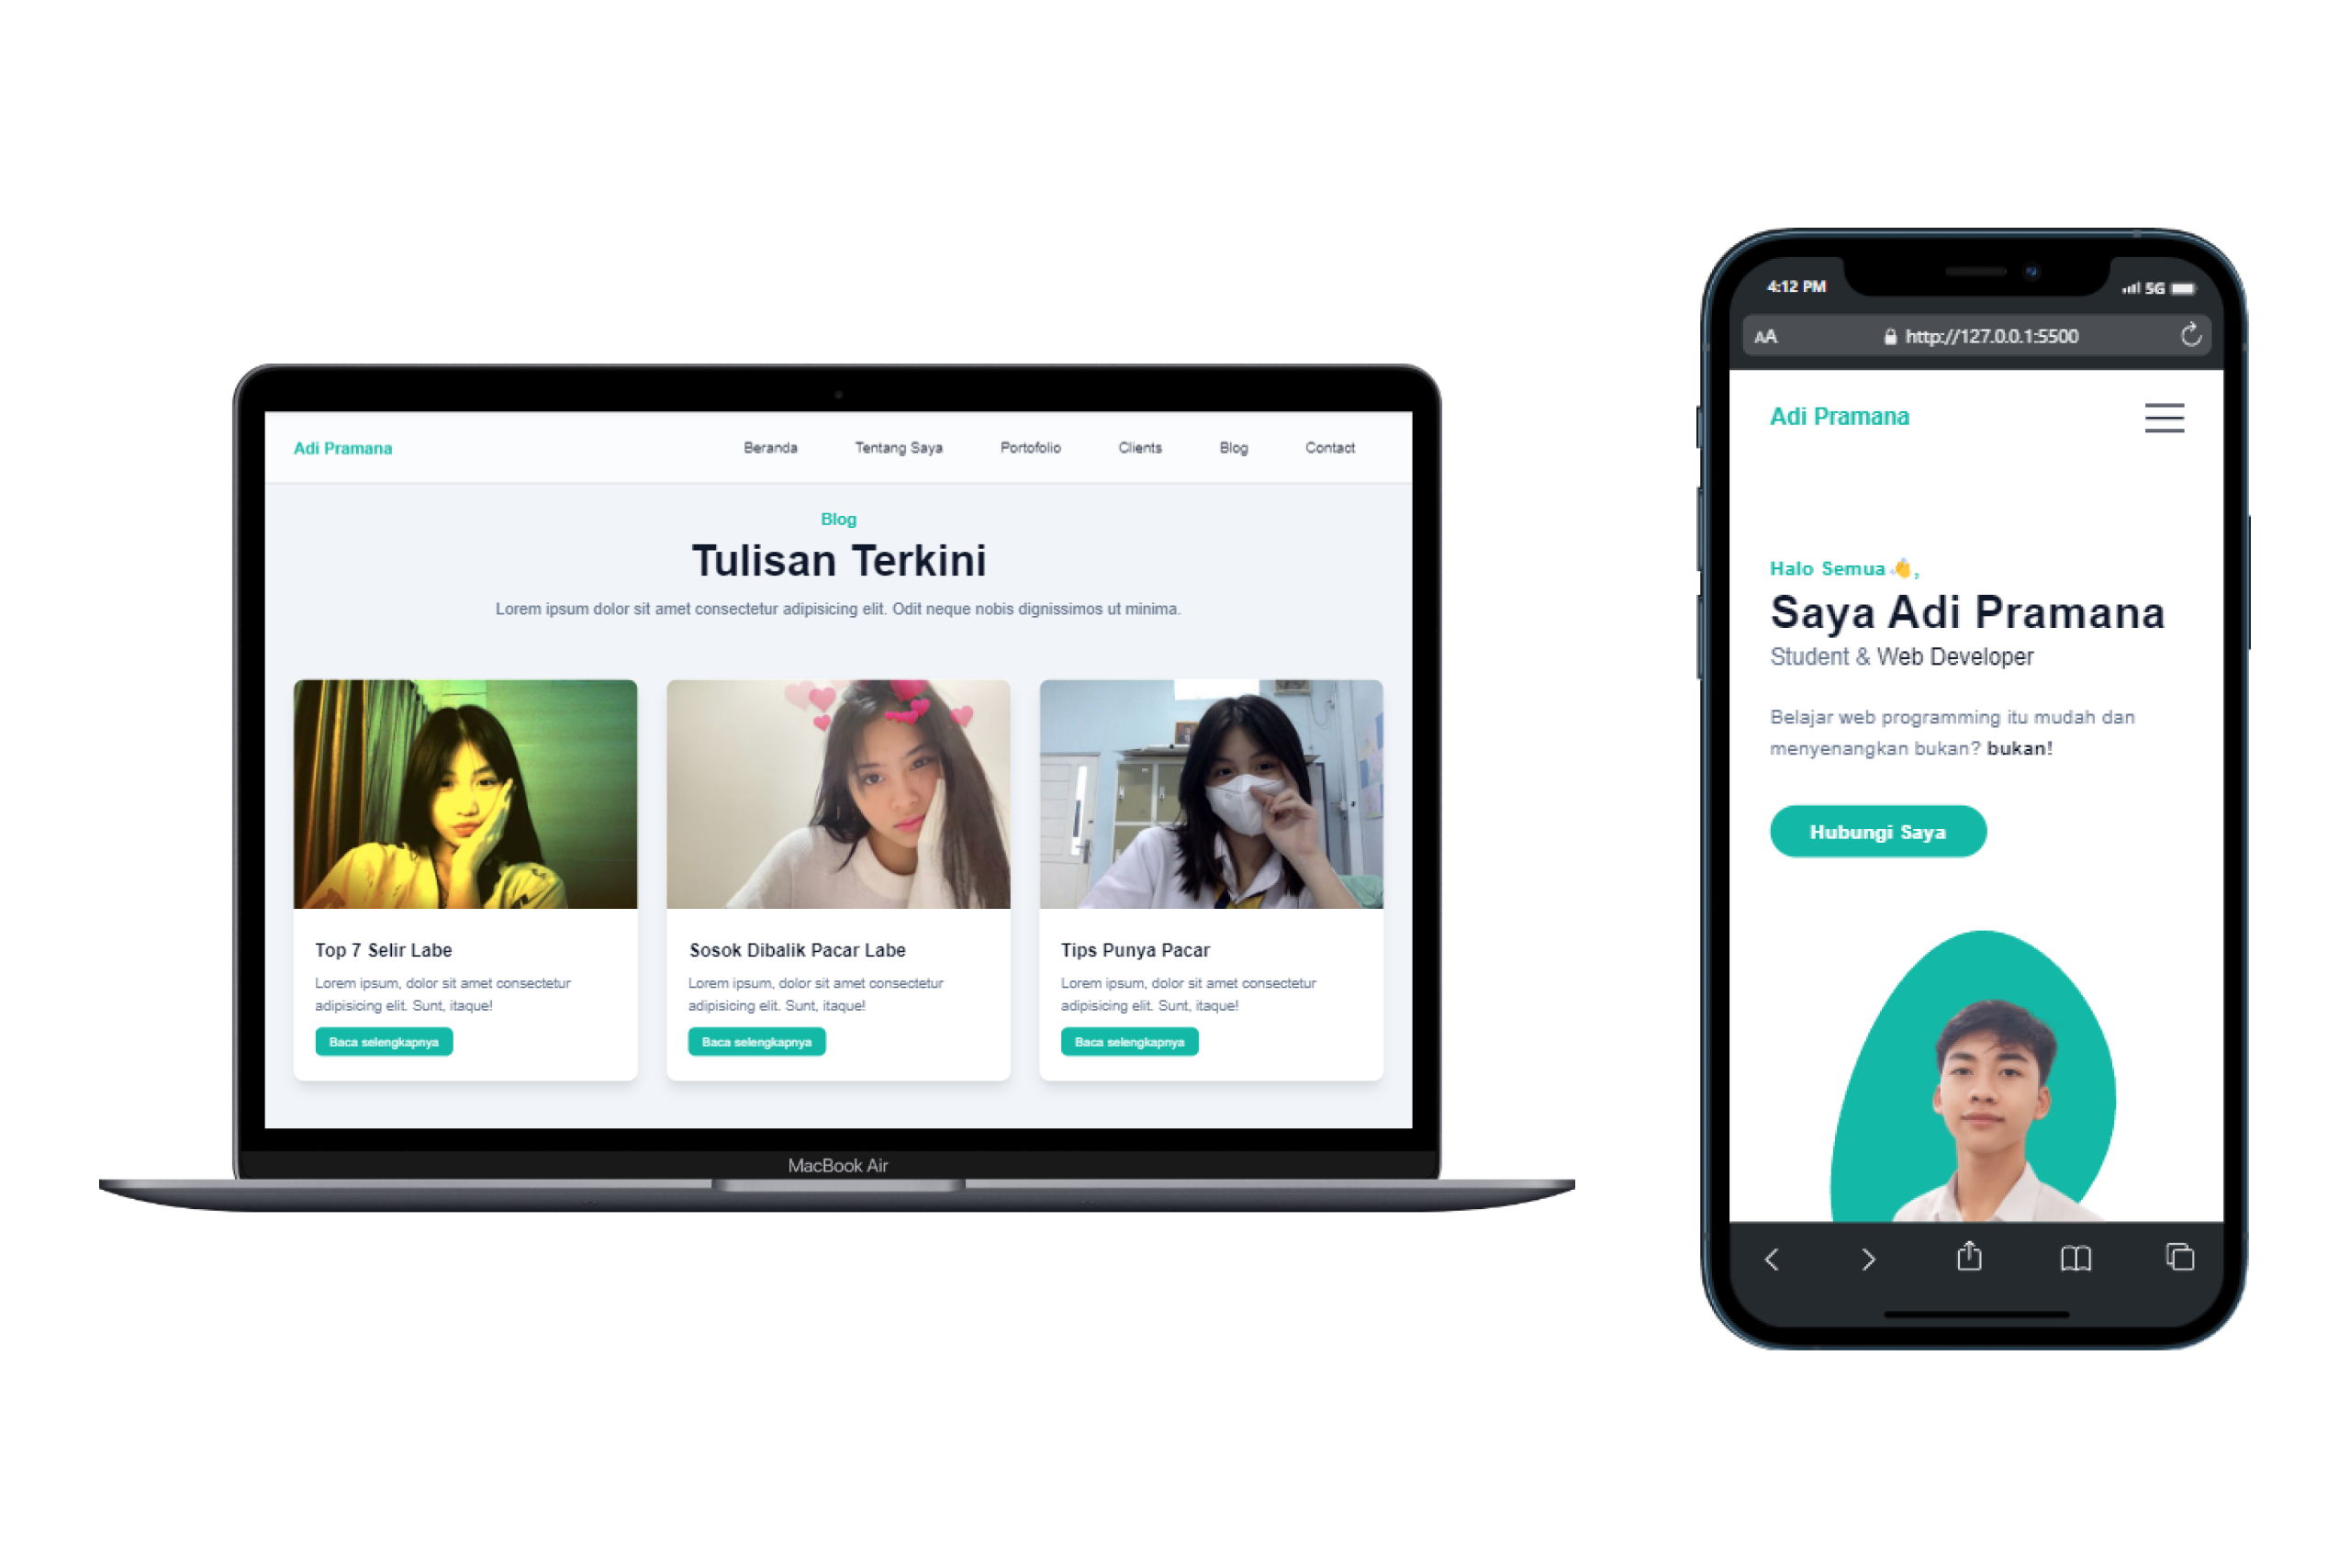 Adi Pramana
Beranda
Tentang Saya
Portofolio
Clients
Blog
Contact
Blog
Tulisan Terkini
Lorem ipsum dolor sit amet consectetur adipisicing elit. Odit neque nobis dignissimos ut minima.
Top 7 Selir Labe
Lorem ipsum, dolor sit amet consectetur
adipisicing elit. Sunt, itaque!
Baca selengkapnya
Sosok Dibalik Pacar Labe
Lorem ipsum, dolor sit amet consectetur
adipisicing elit. Sunt, itaque!
Baca selengkapnya
Tips Punya Pacar
Lorem ipsum, dolor sit amet consectetur
adipisicing elit. Sunt, itaque!
Baca selengkapnya
MacBook Air
4:12 PM
5G
AA
http://127.0.0.1:5500
Adi Pramana
Halo Semua👋,
Saya Adi Pramana
Student & Web Developer
Belajar web programming itu mudah dan
menyenangkan bukan? bukan!
Hubungi Saya